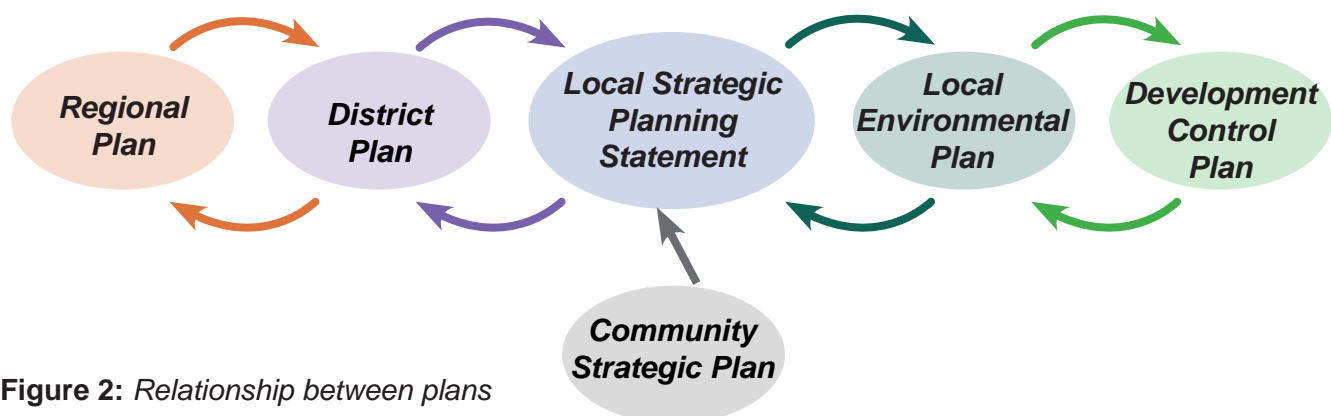 Regional
Plan
District
Plan
Local Strategic
Planning
Statement
Local
Environmental
Plan
Development
Control
Plan
Community
Strategic Plan
Figure 2: Relationship between plans